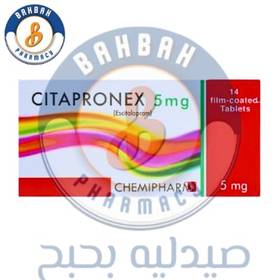 BAHBAH
PHARMACY
CITAPRONEX 5mg
(Escitalopram)
14
film-coated
Tablets
CHEMIPHARM
5 mg
BAHBAH
PHARMACY
صيدليه بحبح